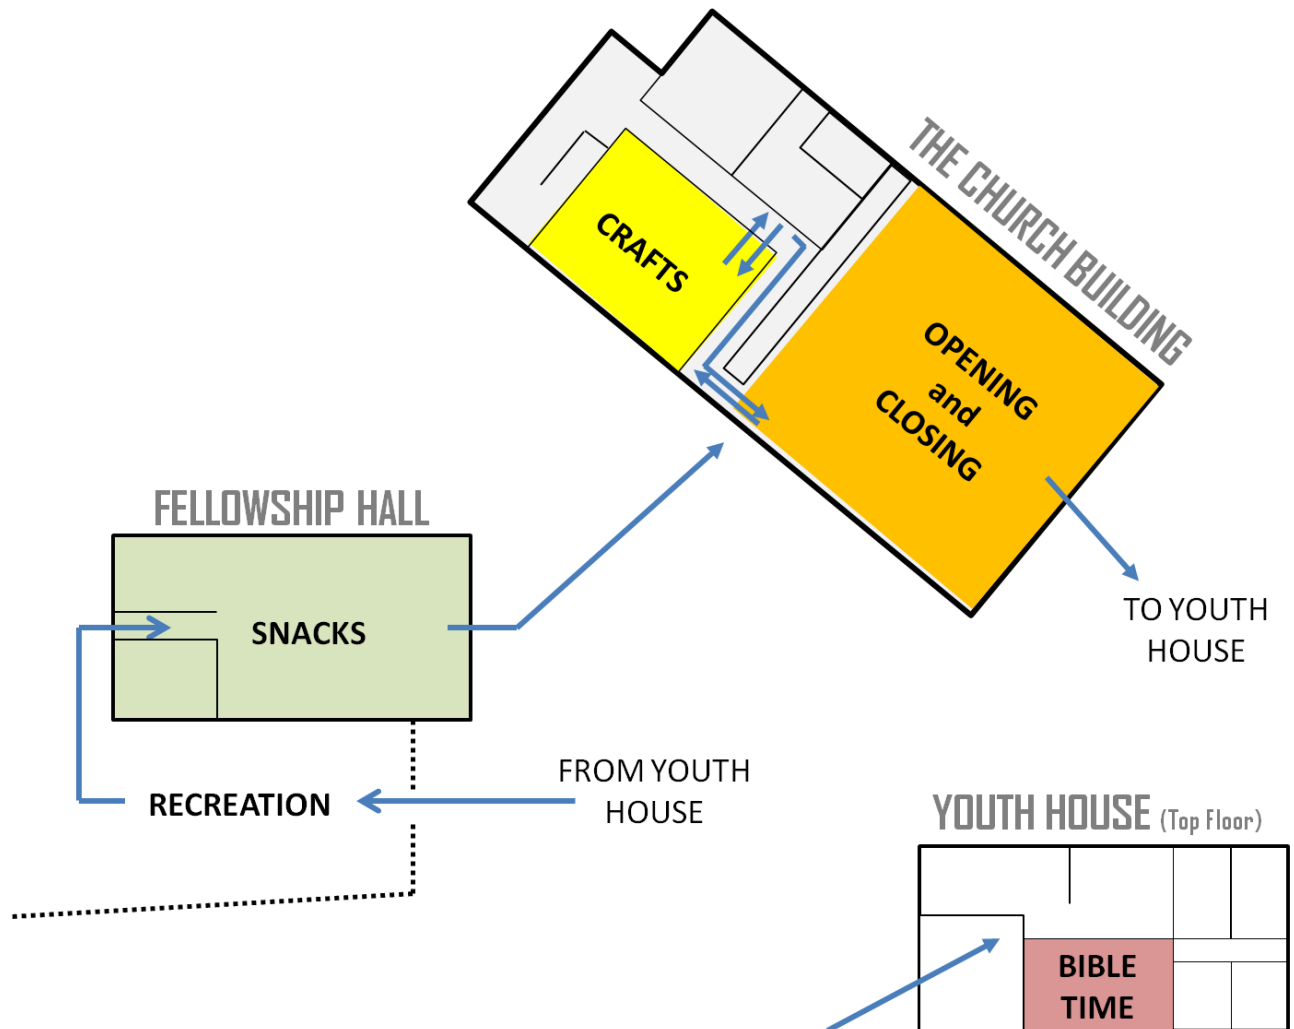 THE CHURCH BUILDING
CRAFTS
OPENING
and
CLOSING
FELLOWSHIP HALL
SNACKS
TO YOUTH
HOUSE
FROM YOUTH
HOUSE
RECREATION
YOUTH HOUSE (Top Floor)
BIBLE
TIME